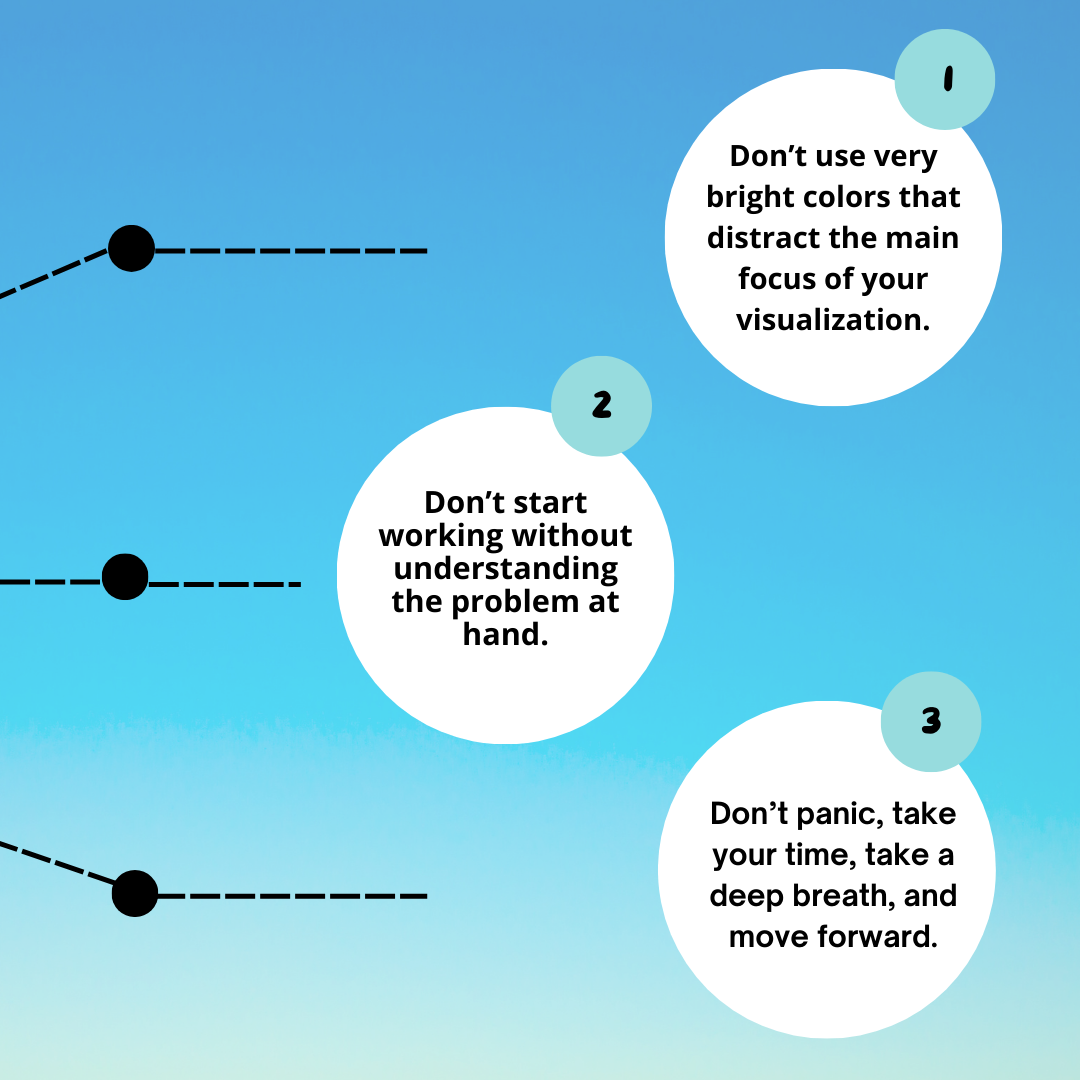 1
Don’t use very
bright colors that
distract the main
focus of your
visualization.
2
Don’t start
working without
understanding
the problem at
hand.
3
Don’t panic, take
your time, take a
deep breath, and
move forward.